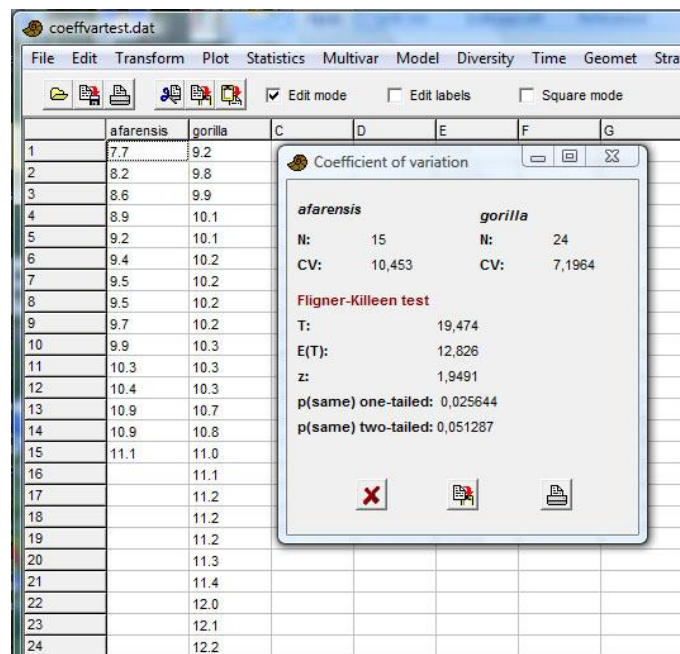 coeffvartest.dat
File Edit Transform Plot Statistics Multivar Model Diversity Time Geomet Stra
Edit mode Edit labels Square mode
afarensis gorilla C D E F G
1 7.7 9.2
2 8.2 9.8
3 8.6 9.9
4 8.9 10.1
5 9.2 10.1
6 9.4 10.2
7 9.5 10.2
8 9.5 10.2
9 9.7 10.2
10 9.9 10.3
11 10.3 10.3
12 10.4 10.3
13 10.9 10.7
14 10.9 10.8
15 11.1 11.0
16 11.1
17 11.2
18 11.2
19 11.2
20 11.3
21 11.4
22 12.0
23 12.1
24 12.2
Coefficient of variation
afarensis gorilla
N: 15 N: 24
CV: 10,453 CV: 7,1964
Fligner-Killeen test
T: 19,474
E(T): 12,826
z: 1,9491
p(same) one-tailed: 0,025644
p(same) two-tailed: 0,051287